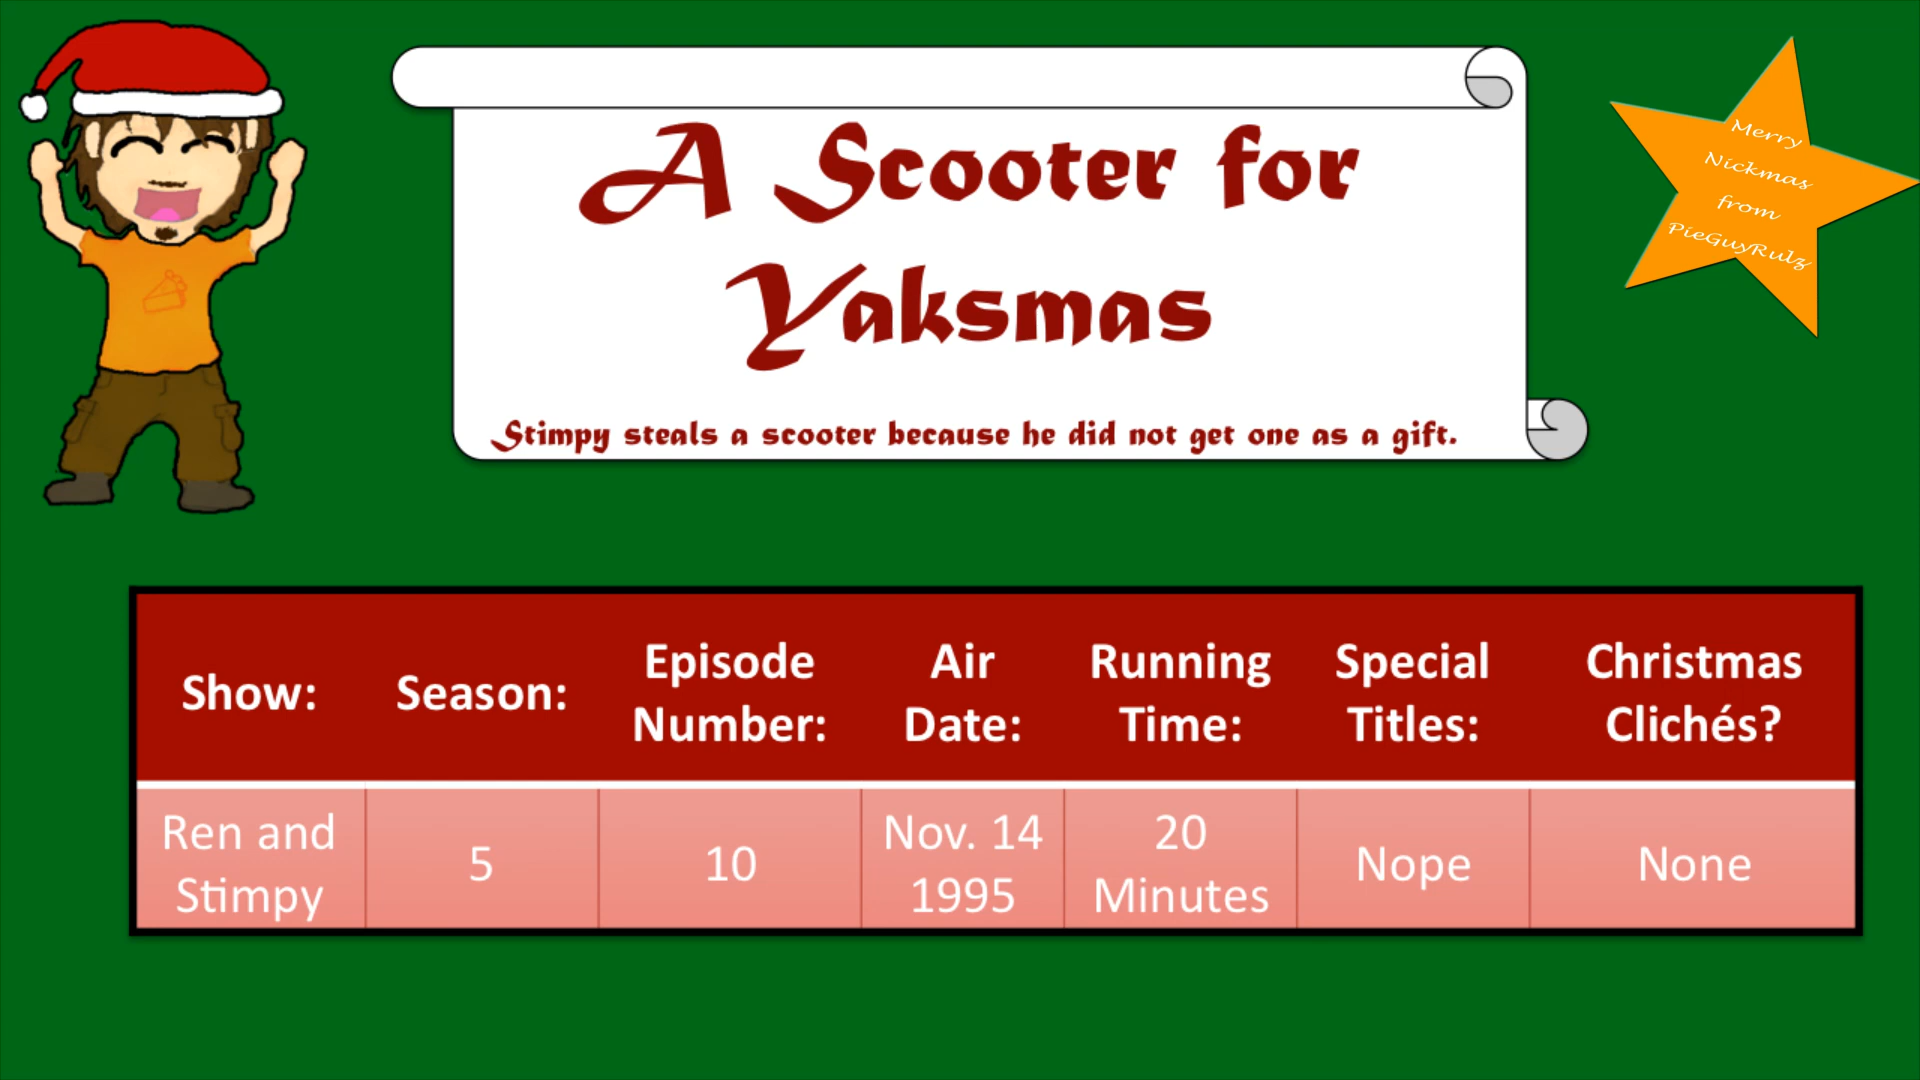 A Scooter for
Yaksmas
Stimpy steals a scooter because he did not get one as a gift.
Merry
Nickmas
from
PieGuyRulz
Show:
Season:
Episode
Number:
Air
Date:
Running
Time:
Special
Titles:
Christmas
Clichés?
Ren and
Stimpy
5
10
Nov. 14
1995
20
Minutes
Nope
None